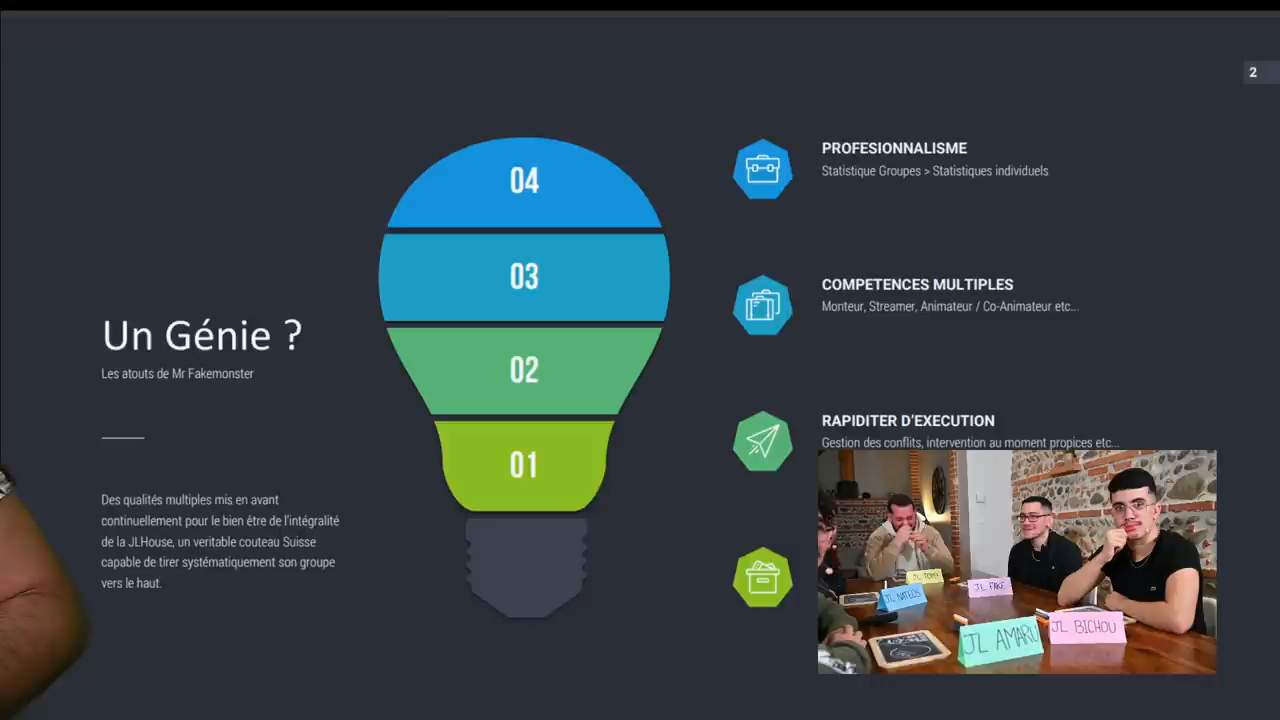 2
Un Génie ?
Les atouts de Mr Fakemonster
Des qualités multiples mis en avant
continuellement pour le bien être de l'intégralité
de la JLHouse, un veritable couteau Suisse
capable de tirer systématiquement son groupe
vers le haut.
04
03
02
01
PROFESIONNALISME
Statistique Groupes > Statistiques individuels
COMPETENCES MULTIPLES
Monteur, Streamer, Animateur / Co-Animateur etc...
RAPIDITER D'EXECUTION
Gestion des conflits, intervention au moment propices etc...
JL
JL FAKE
JL
JL AMARU
JL BICHOU